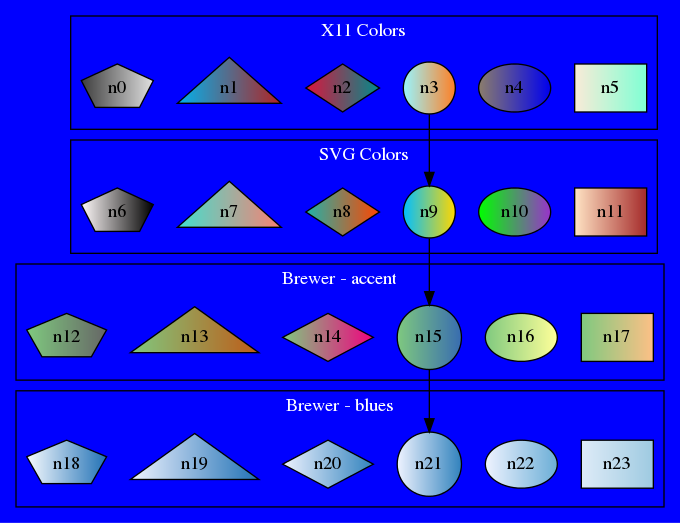 X11 Colors
n0 n1 n2 n3 n4 n5
SVG Colors
n6 n7 n8 n9 n10 n11
Brewer - accent
n12 n13 n14 n15 n16 n17
Brewer - blues
n18 n19 n20 n21 n22 n23